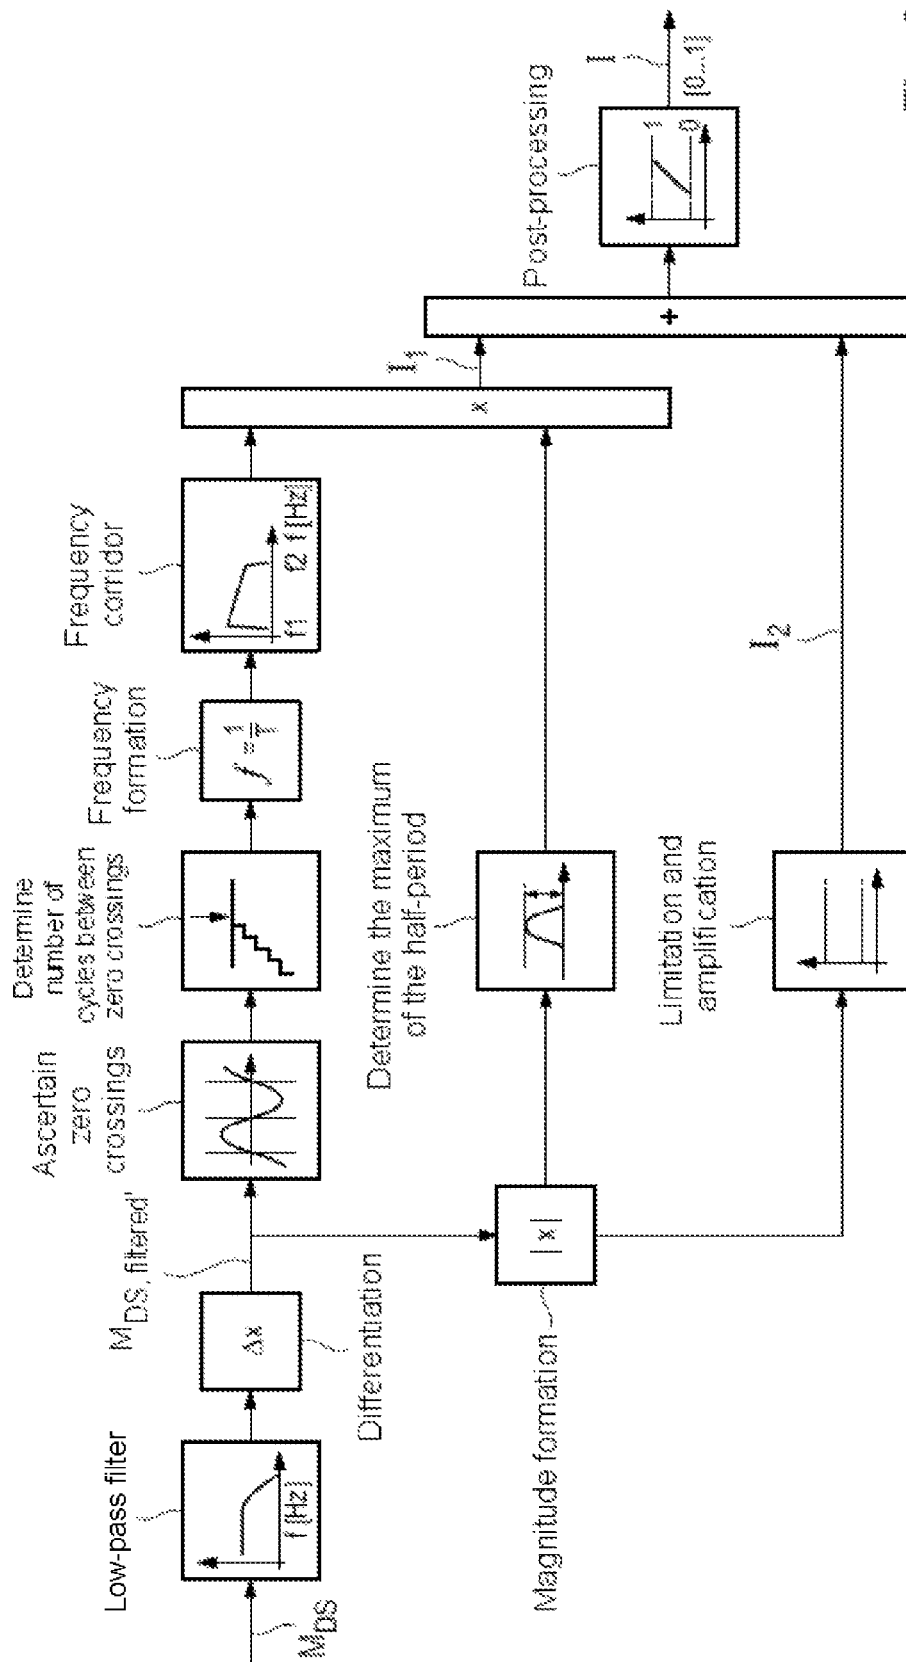 M_DS
Low-pass filter
f [Hz]
Δx
Differentiation
M_DS, filtered'
Ascertain
zero
crossings
Determine
number of
cycles between
zero crossings
Frequency
formation
f = 1/T
Frequency
corridor
f1 f2 f [Hz]
Magnitude formation
|x|
Determine the maximum
of the half-period
Limitation and
amplification
x
I_1
I_2
+
Post-processing
1
0
I
[0...1]